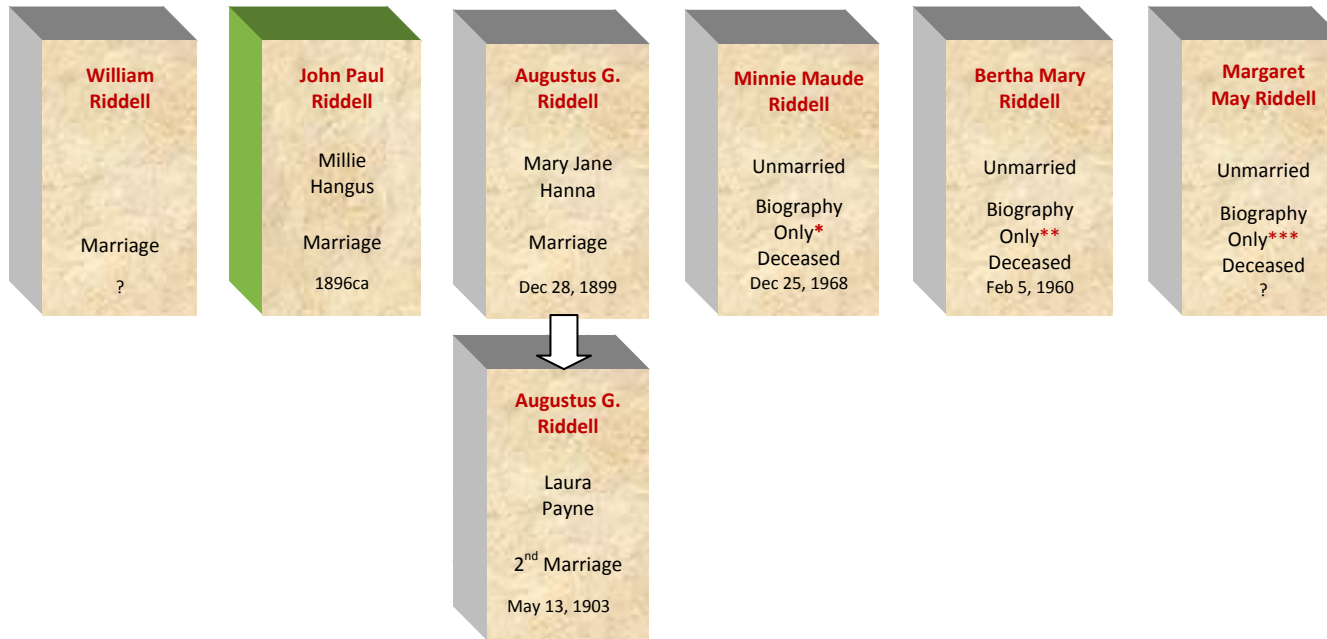 William
Riddell
Marriage
?
John Paul
Riddell
Millie
Hangus
Marriage
1896ca
Augustus G.
Riddell
Mary Jane
Hanna
Marriage
Dec 28, 1899
Minnie Maude
Riddell
Unmarried
Biography
Only*
Deceased
Dec 25, 1968
Bertha Mary
Riddell
Unmarried
Biography
Only**
Deceased
Feb 5, 1960
Margaret
May Riddell
Unmarried
Biography
Only***
Deceased
?
Augustus G.
Riddell
Laura
Payne
2nd Marriage
May 13, 1903